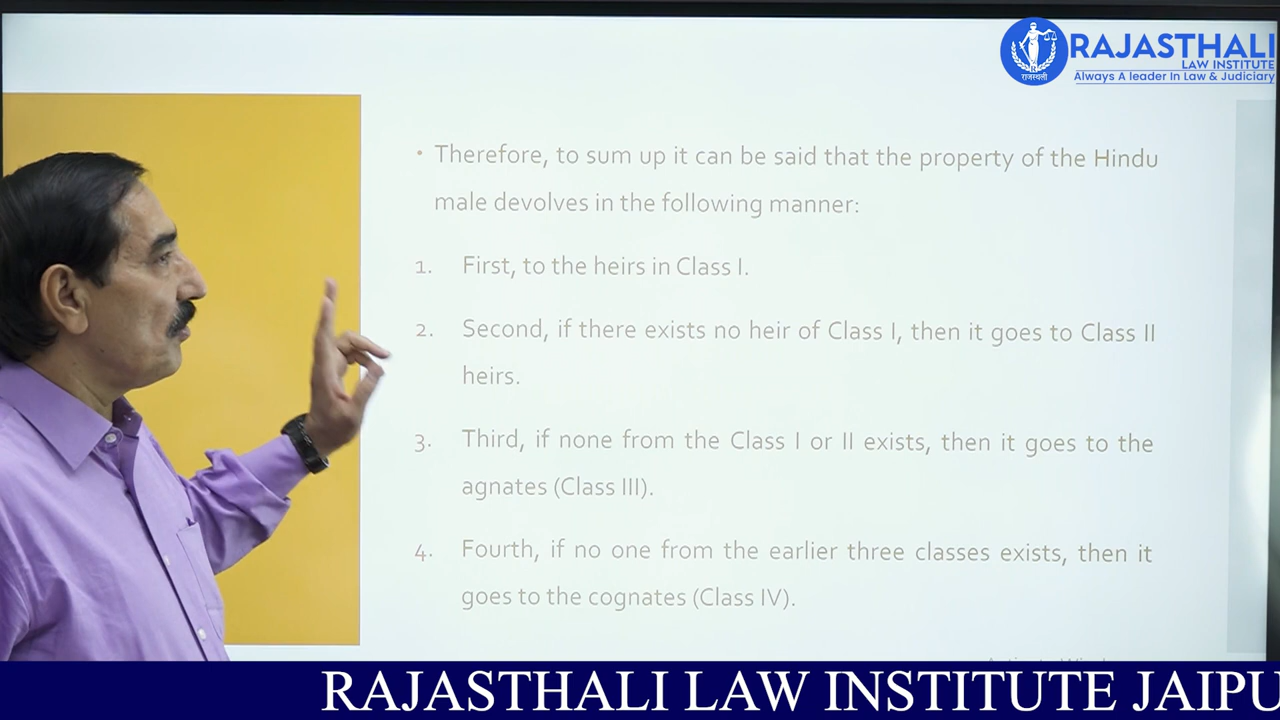 RAJASTHALI
LAW INSTITUTE
Always A leader In Law & Judiciary
राजस्थली
• Therefore, to sum up it can be said that the property of the Hindu
male devolves in the following manner:
1. First, to the heirs in Class I.
2. Second, if there exists no heir of Class I, then it goes to Class II
heirs.
3. Third, if none from the Class I or II exists, then it goes to the
agnates (Class III).
4. Fourth, if no one from the earlier three classes exists, then it
goes to the cognates (Class IV).
RAJASTHALI LAW INSTITUTE JAIPU